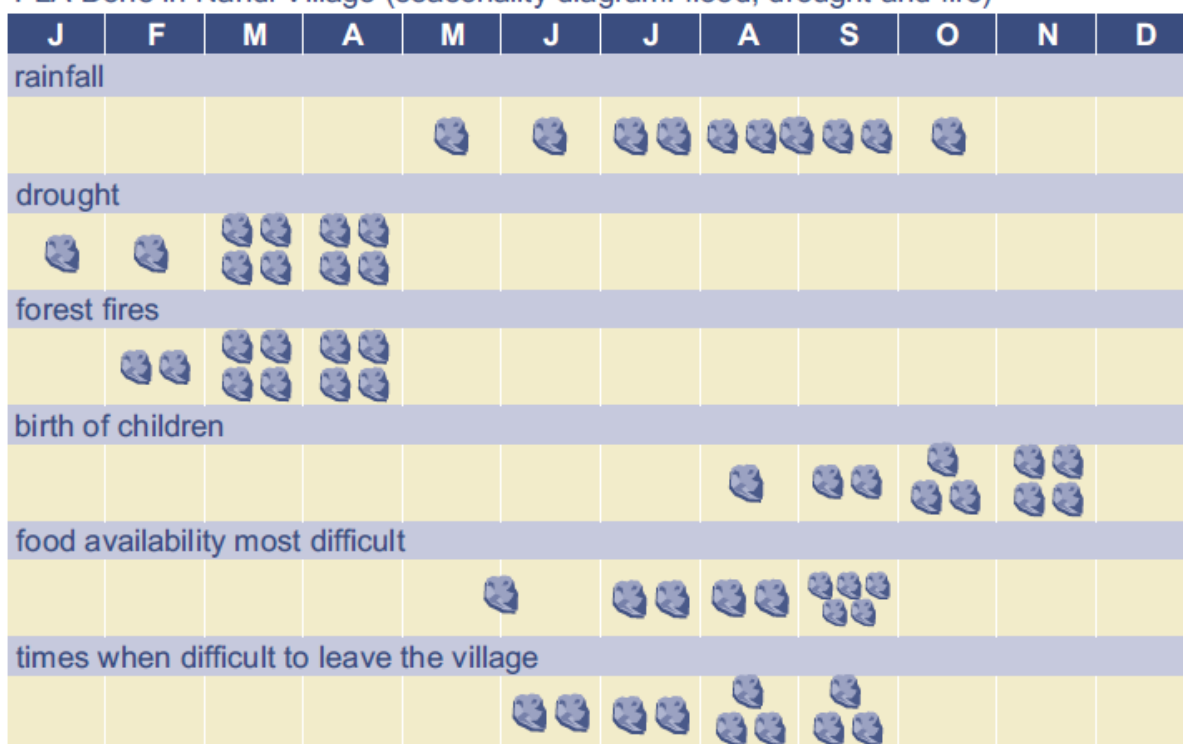 J F M A M J J A S O N D
rainfall
drought
forest fires
birth of children
food availability most difficult
times when difficult to leave the village